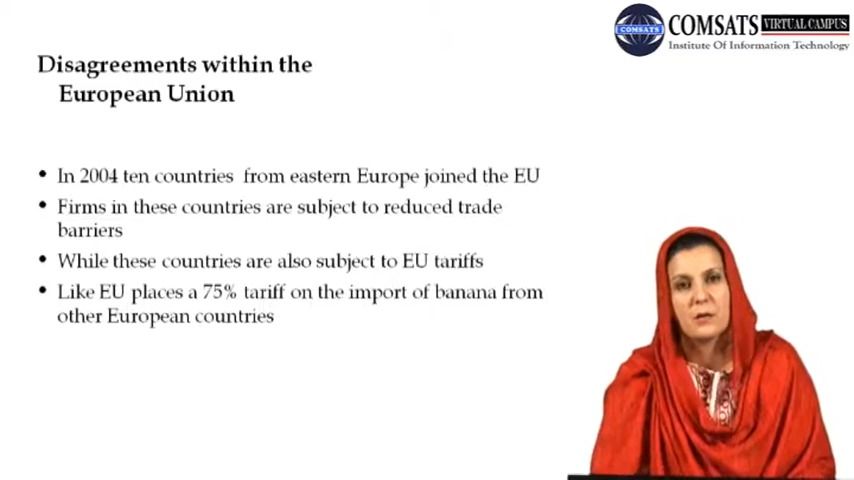 COMSATS VIRTUAL CAMPUS
I COMSATS
Institute Of Information Technology
Disagreements within the
European Union
• In 2004 ten countries from eastern Europe joined the EU
• Firms in these countries are subject to reduced trade
barriers
• While these countries are also subject to EU tariffs
• Like EU places a 75% tariff on the import of banana from
other European countries